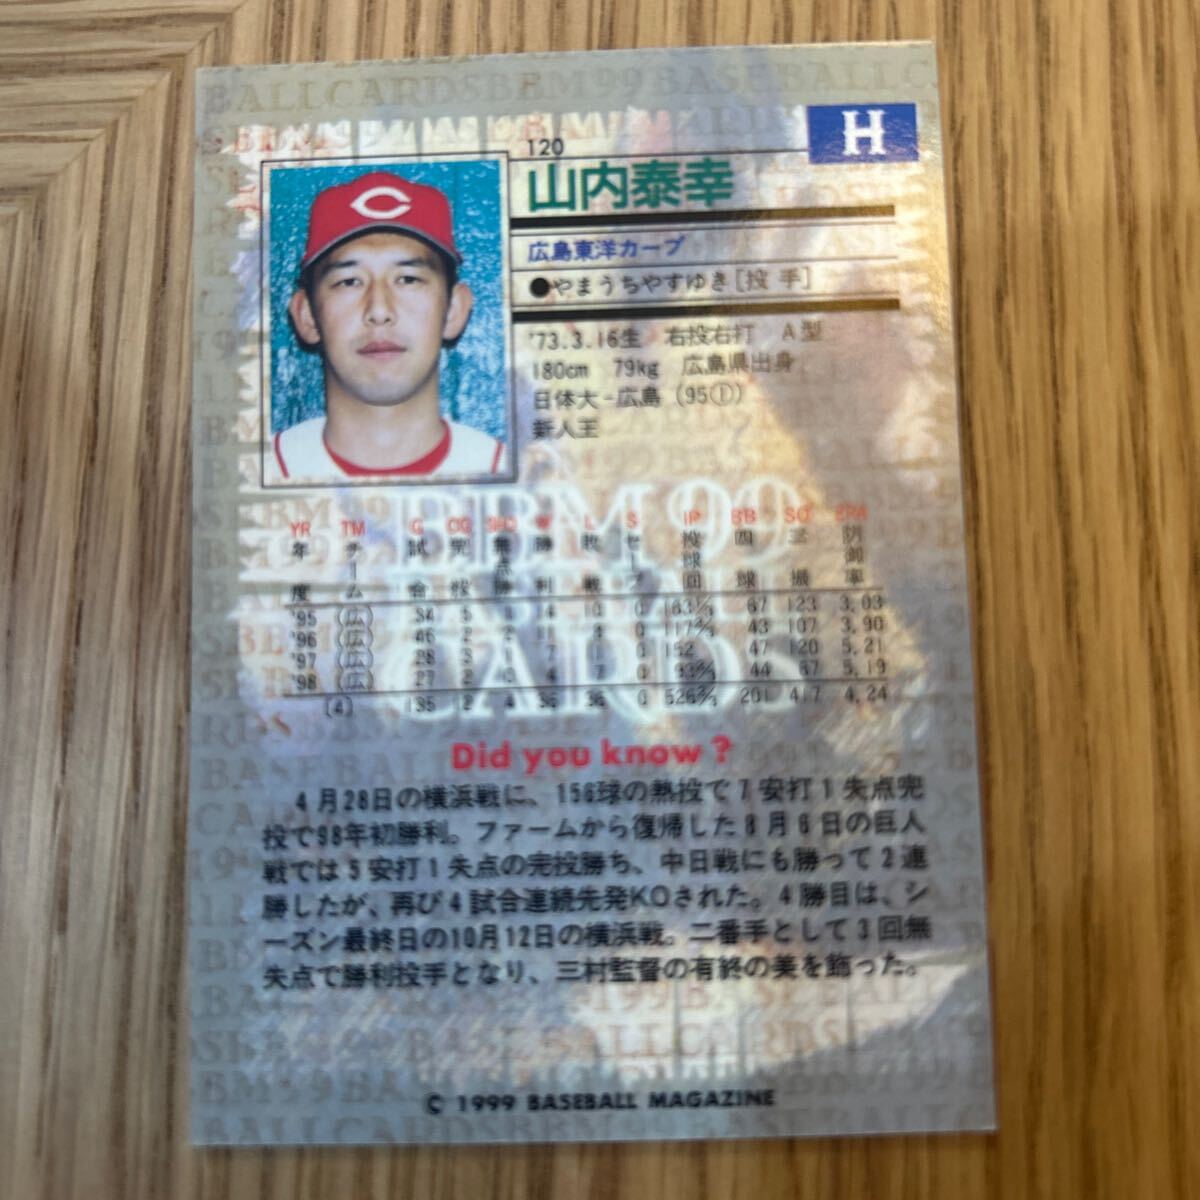 H
120
山内泰幸
広島東洋カープ
●やまうちやすゆき[投手]
'73.3.16生 右投右打 A型
180cm 79kg 広島県出身
日体大-広島(95①)
新人王
BBM 99
CARDS
YR TM G CG SHO W L S IP BB SO ERA
年度 チーム 試合 完投 無点勝 勝利 敗戦 セーブ 投球回 四球 三振 防御率
'95 (広) 34 5 14 10 0 67 123 3.03
'96 (広) 46 2 2 11 0 43 107 3.90
'97 (広) 28 3 1 7 11 0 152 47 120 5.21
'98 (広) 27 2 0 4 7 0 44 67 5.19
[4] 135 12 4 36 36 0 526⅔ 201 417 4.24
Did you know?
4月28日の横浜戦に、156球の熱投で7安打1失点完
投で98年初勝利。ファームから復帰した8月6日の巨人
戦では5安打1失点の完投勝ち、中日戦にも勝って2連
勝したが、再び4試合連続先発KOされた。4勝目は、シ
ーズン最終日の10月12日の横浜戦。二番手として3回無
失点で勝利投手となり、三村監督の有終の美を飾った。
© 1999 BASEBALL MAGAZINE